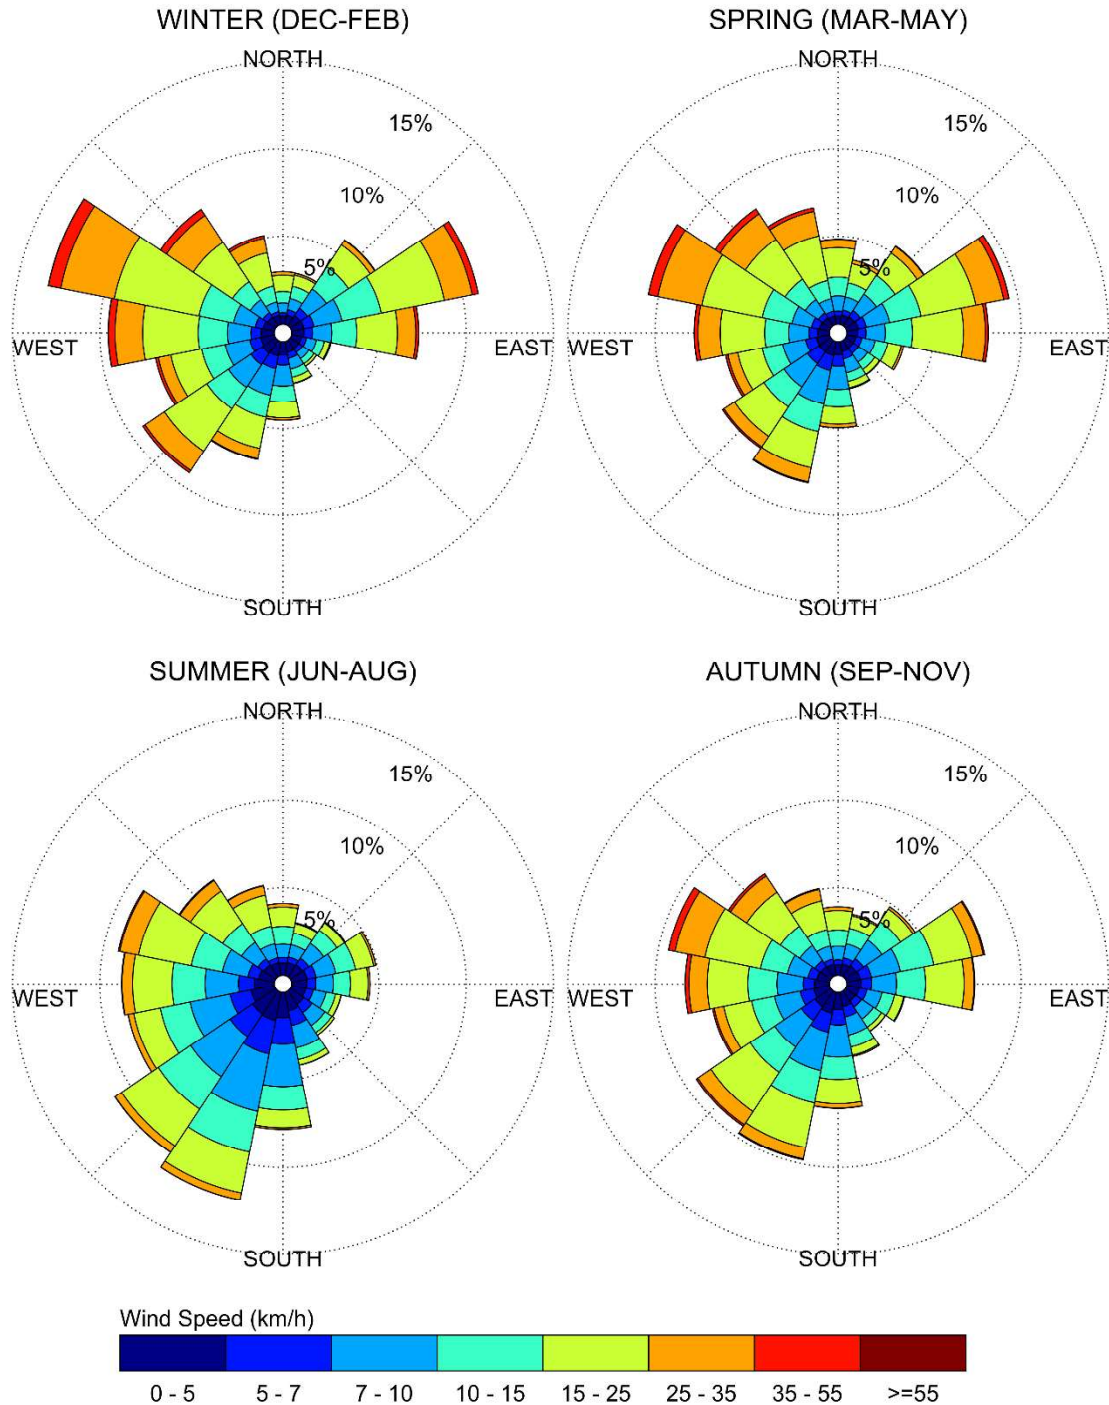 WINTER (DEC-FEB)
NORTH
15%
10%
5%
WEST
EAST
SOUTH
SPRING (MAR-MAY)
NORTH
15%
10%
5%
WEST
EAST
SOUTH
SUMMER (JUN-AUG)
NORTH
15%
10%
5%
WEST
EAST
SOUTH
AUTUMN (SEP-NOV)
NORTH
15%
10%
5%
WEST
EAST
SOUTH
Wind Speed (km/h)
0 - 5 5 - 7 7 - 10 10 - 15 15 - 25 25 - 35 35 - 55 >=55